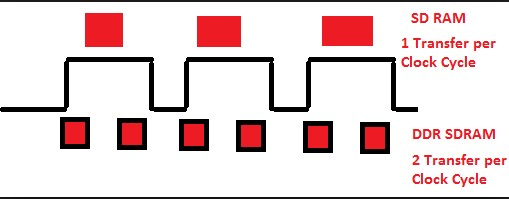 SD RAM
1 Transfer per
Clock Cycle
DDR SDRAM
2 Transfer per
Clock Cycle